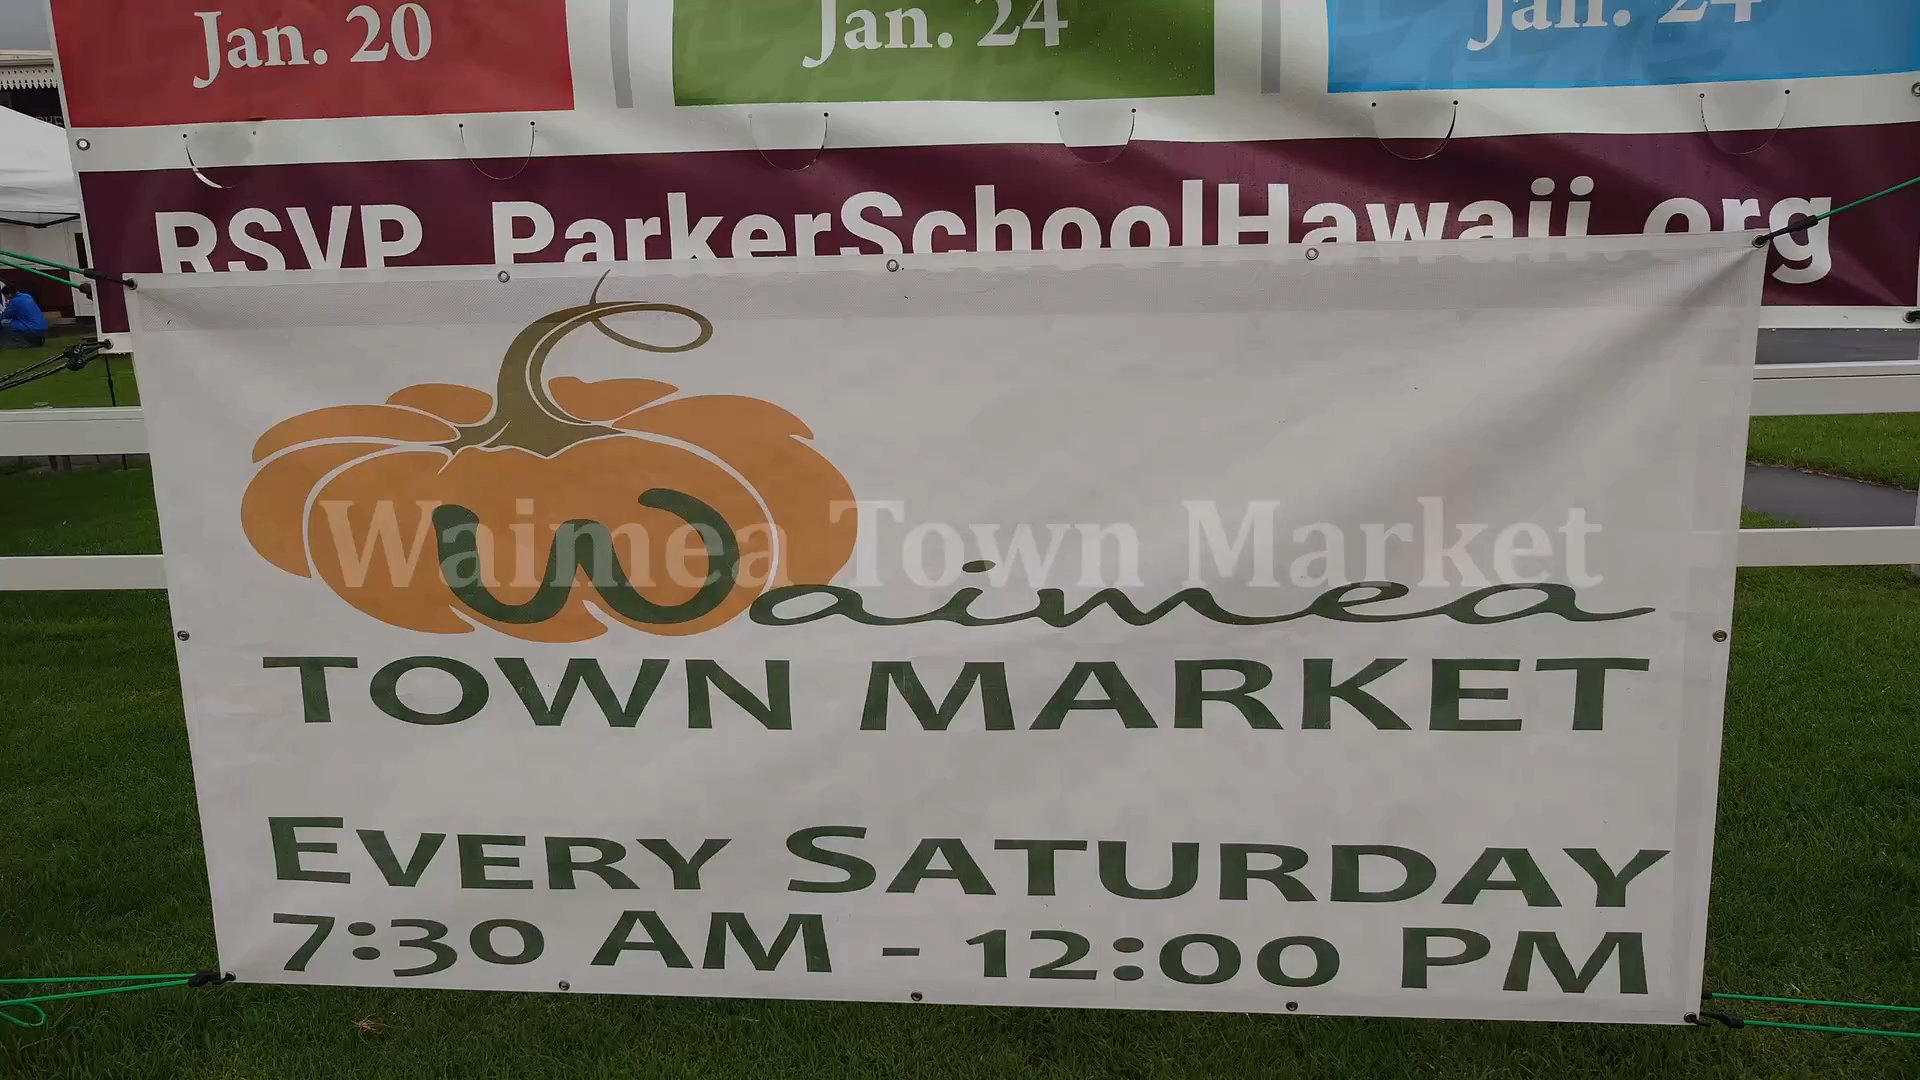 Jan. 20
Jan. 24
Jan. 24
RSVP ParkerSchoolHawaii.org
Waimea Town Market
Waimea
TOWN MARKET
EVERY SATURDAY
7:30 AM - 12:00 PM